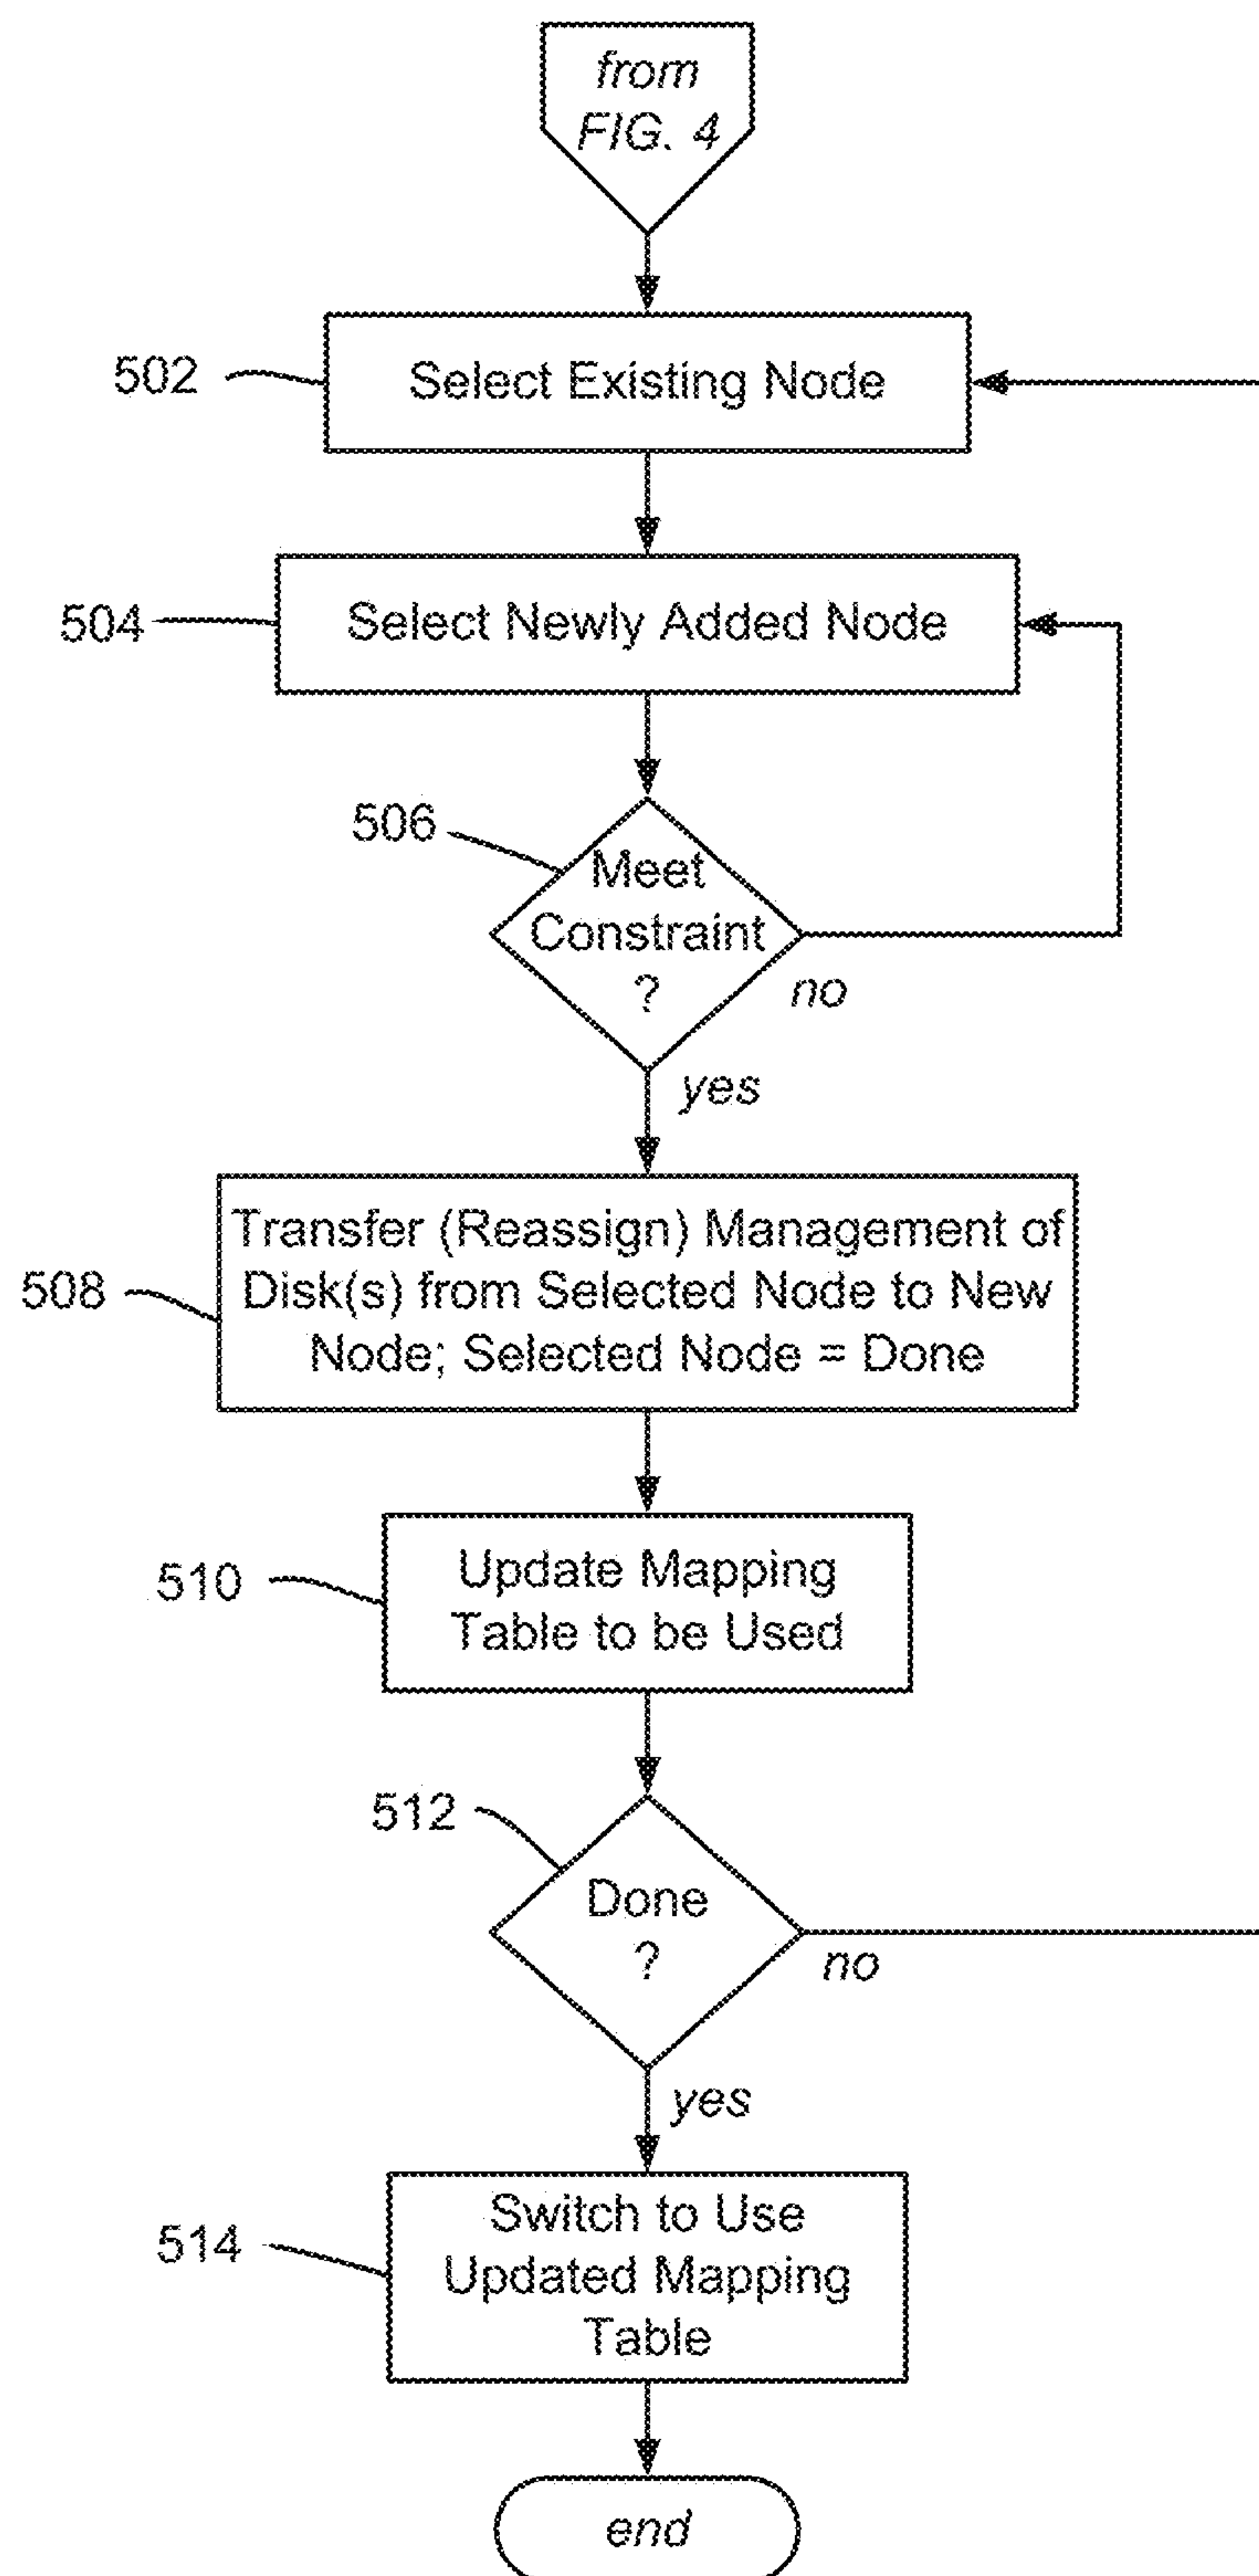 from
FIG. 4
502
Select Existing Node
504
Select Newly Added Node
506
Meet
Constraint
?
no
yes
508
Transfer (Reassign) Management of
Disk(s) from Selected Node to New
Node; Selected Node = Done
510
Update Mapping
Table to be Used
512
Done
?
no
yes
514
Switch to Use
Updated Mapping
Table
end